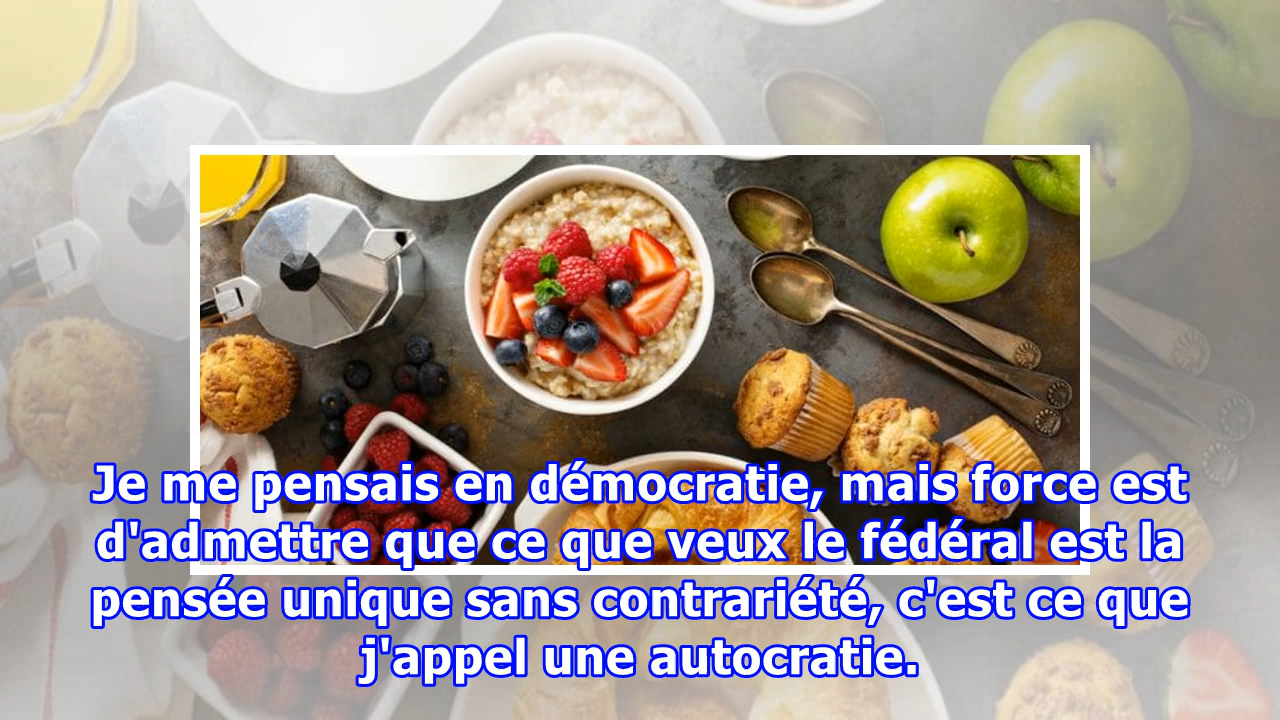 Je me pensais en démocratie, mais force est
d'admettre que ce que veux le fédéral est la
pensée unique sans contrariété, c'est ce que
j'appel une autocratie.